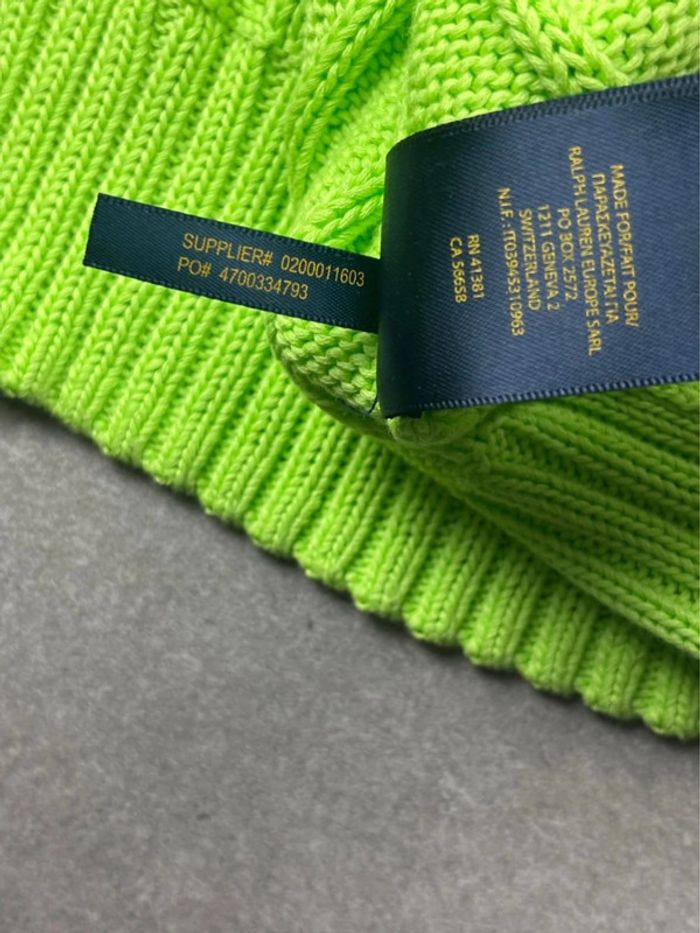 SUPPLIER# 0200011603
PO# 4700334793
MADE FOR/FAIT POUR/
ΠΑΡΑΣΚΕΥΑΖΕΤΑΙ ΓΙΑ
RALPH LAUREN EUROPE SARL
PO BOX 2572
1211 GENEVA 2
SWITZERLAND
N.I.F.: IT03945310963
RN 41381
CA 56658